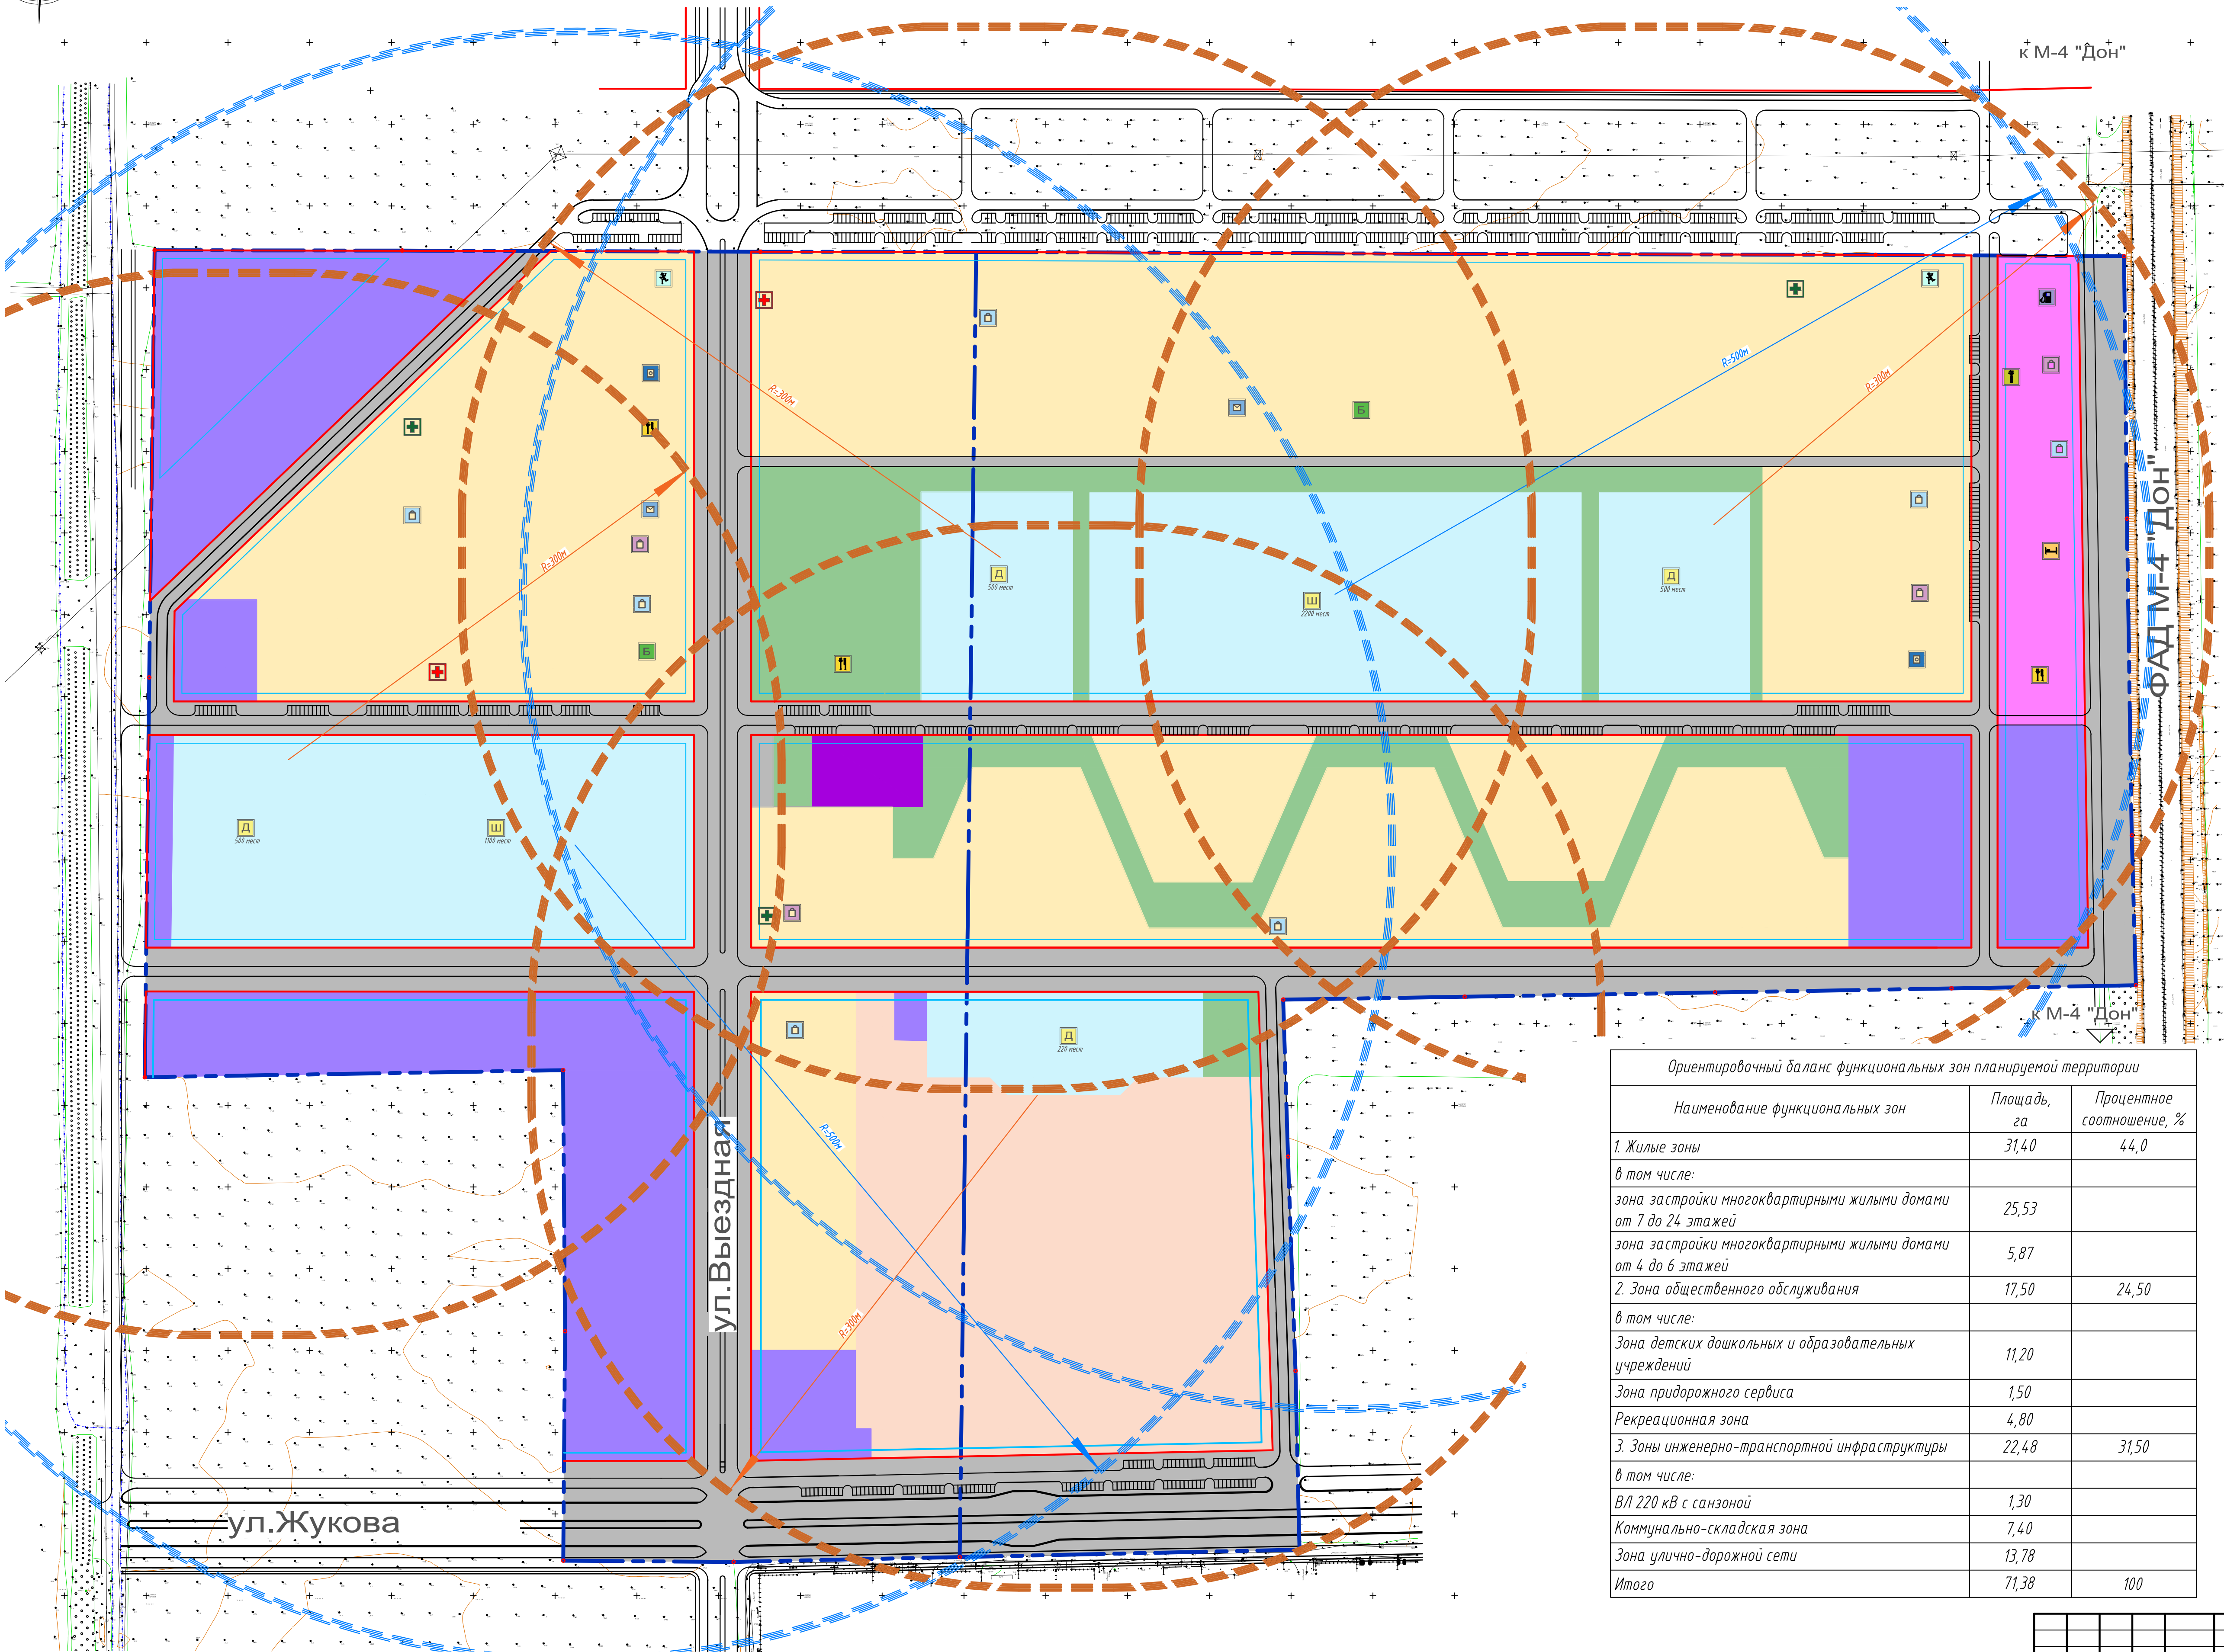 к М-4 "Дон"
R=300м
R=500м
R=300м
Б
ФАД М-4 "Дон"
R=300м
Д
500 мест
Ш
2200 мест
Д
500 мест
Б
Д
500 мест
Ш
1100 мест
Д
220 мест
к М-4 "Дон"
R=500м
ул.Выездная
R=300м
ул.Жукова
Ориентировочный баланс функциональных зон планируемой территории
Наименование функциональных зон
Площадь,
га
Процентное
соотношение, %
1. Жилые зоны 31,40 44,0
в том числе:
зона застройки многоквартирными жилыми домами
от 7 до 24 этажей 25,53
зона застройки многоквартирными жилыми домами
от 4 до 6 этажей 5,87
2. Зона общественного обслуживания 17,50 24,50
в том числе:
Зона детских дошкольных и образовательных
учреждений 11,20
Зона придорожного сервиса 1,50
Рекреационная зона 4,80
3. Зоны инженерно-транспортной инфраструктуры 22,48 31,50
в том числе:
ВЛ 220 кВ с санзоной 1,30
Коммунально-складская зона 7,40
Зона улично-дорожной сети 13,78
Итого 71,38 100